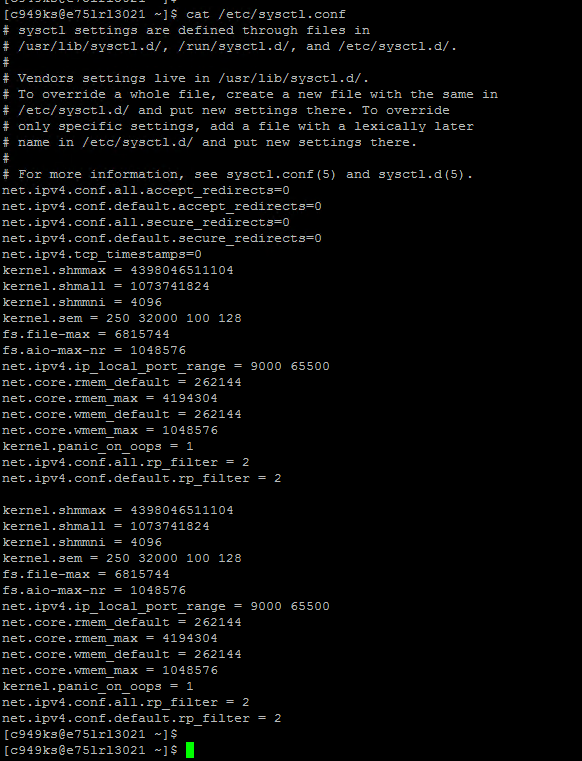 [c949ks@e75lrl3021 ~]$
[c949ks@e75lrl3021 ~]$ cat /etc/sysctl.conf
# sysctl settings are defined through files in
# /usr/lib/sysctl.d/, /run/sysctl.d/, and /etc/sysctl.d/.
#
# Vendors settings live in /usr/lib/sysctl.d/.
# To override a whole file, create a new file with the same in
# /etc/sysctl.d/ and put new settings there. To override
# only specific settings, add a file with a lexically later
# name in /etc/sysctl.d/ and put new settings there.
#
# For more information, see sysctl.conf(5) and sysctl.d(5).
net.ipv4.conf.all.accept_redirects=0
net.ipv4.conf.default.accept_redirects=0
net.ipv4.conf.all.secure_redirects=0
net.ipv4.conf.default.secure_redirects=0
net.ipv4.tcp_timestamps=0
kernel.shmmax = 4398046511104
kernel.shmall = 1073741824
kernel.shmmni = 4096
kernel.sem = 250 32000 100 128
fs.file-max = 6815744
fs.aio-max-nr = 1048576
net.ipv4.ip_local_port_range = 9000 65500
net.core.rmem_default = 262144
net.core.rmem_max = 4194304
net.core.wmem_default = 262144
net.core.wmem_max = 1048576
kernel.panic_on_oops = 1
net.ipv4.conf.all.rp_filter = 2
net.ipv4.conf.default.rp_filter = 2
kernel.shmmax = 4398046511104
kernel.shmall = 1073741824
kernel.shmmni = 4096
kernel.sem = 250 32000 100 128
fs.file-max = 6815744
fs.aio-max-nr = 1048576
net.ipv4.ip_local_port_range = 9000 65500
net.core.rmem_default = 262144
net.core.rmem_max = 4194304
net.core.wmem_default = 262144
net.core.wmem_max = 1048576
kernel.panic_on_oops = 1
net.ipv4.conf.all.rp_filter = 2
net.ipv4.conf.default.rp_filter = 2
[c949ks@e75lrl3021 ~]$
[c949ks@e75lrl3021 ~]$